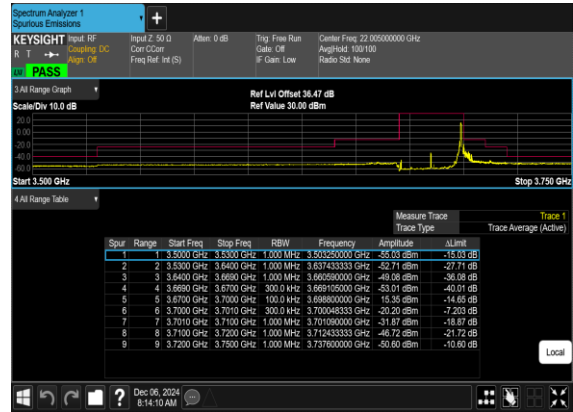 Spectrum Analyzer 1
Spurious Emissions
KEYSIGHT Input: RF Input Z: 50 Ω Atten: 0 dB Trig: Free Run Center Freq: 22.005000000 GHz
R T Coupling: DC Corr CCorr Gate: Off Avg|Hold: 100/100
Align: Off Freq Ref: Int (S) IF Gain: Low Radio Std: None
PASS
3 All Range Graph
Ref Lvl Offset 36.47 dB
Scale/Div 10.0 dB Ref Value 30.00 dBm
20.0
0.00
-20.0
-40.0
-60.0
Start 3.500 GHz Stop 3.750 GHz
4 All Range Table
Measure Trace Trace 1
Trace Type Trace Average (Active)
Spur Range Start Freq Stop Freq RBW Frequency Amplitude ΔLimit
1 1 3.5000 GHz 3.5300 GHz 1.000 MHz 3.503250000 GHz -55.03 dBm -15.03 dB
2 2 3.5300 GHz 3.6400 GHz 1.000 MHz 3.637433333 GHz -52.71 dBm -27.71 dB
3 3 3.6400 GHz 3.6690 GHz 1.000 MHz 3.660590000 GHz -49.08 dBm -36.08 dB
4 4 3.6690 GHz 3.6700 GHz 300.0 kHz 3.669105000 GHz -53.01 dBm -40.01 dB
5 5 3.6700 GHz 3.7000 GHz 100.0 kHz 3.698800000 GHz 15.35 dBm -14.65 dB
6 6 3.7000 GHz 3.7010 GHz 300.0 kHz 3.700048333 GHz -20.20 dBm -7.203 dB
7 7 3.7010 GHz 3.7100 GHz 1.000 MHz 3.701090000 GHz -31.87 dBm -18.87 dB
8 8 3.7100 GHz 3.7200 GHz 1.000 MHz 3.712433333 GHz -46.72 dBm -21.72 dB
9 9 3.7200 GHz 3.7500 GHz 1.000 MHz 3.737600000 GHz -50.60 dBm -10.60 dB
Local
Dec 06, 2024
8:14:10 AM